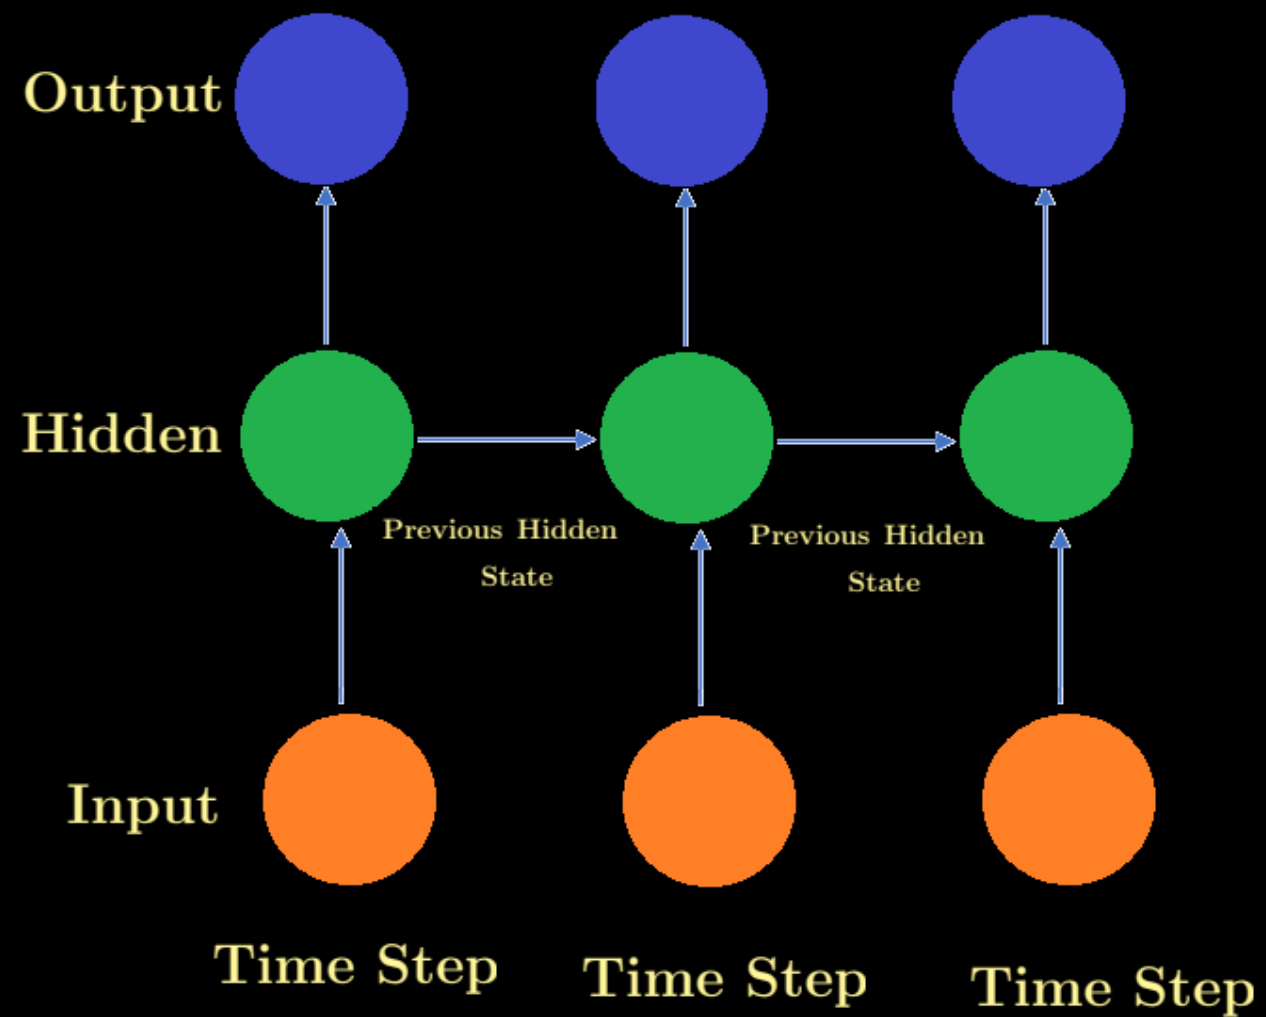 Output
Hidden
Previous Hidden
State
Previous Hidden
State
Input
Time Step
Time Step
Time Step